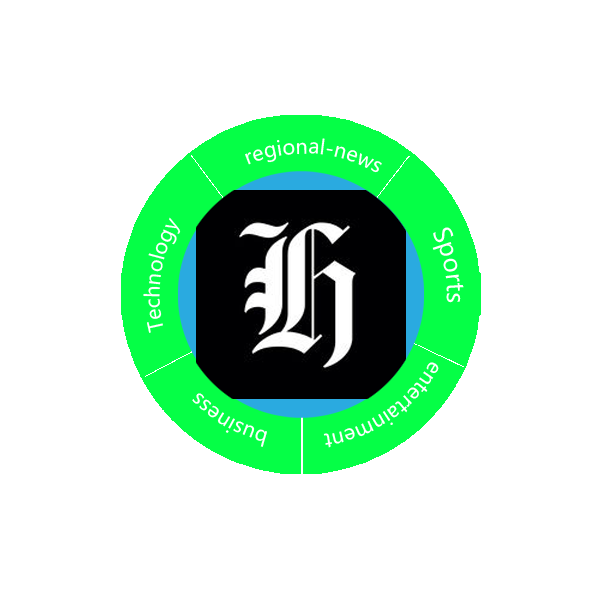 regional-news
Sports
entertainment
business
Technology
H